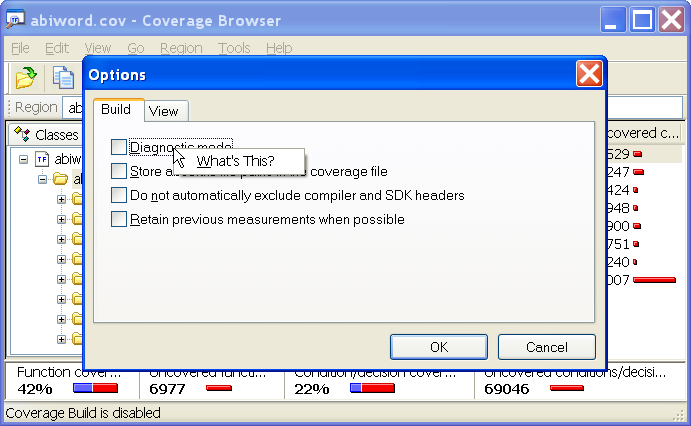 abiword.cov - Coverage Browser
File Edit View Go Region Tools Help
Options
Region ab
Build View
Classes
overed c...
Diagnostic mode
What's This?
529
abiw
Store
in the coverage file
247
a
424
Do not automatically exclude compiler and SDK headers
948
Retain previous measurements when possible
900
751
240
007
OK Cancel
Function cover... Uncovered functi... Condition/decision cover... Uncovered conditions/decisi...
42% 6977 22% 69046
Coverage Build is disabled